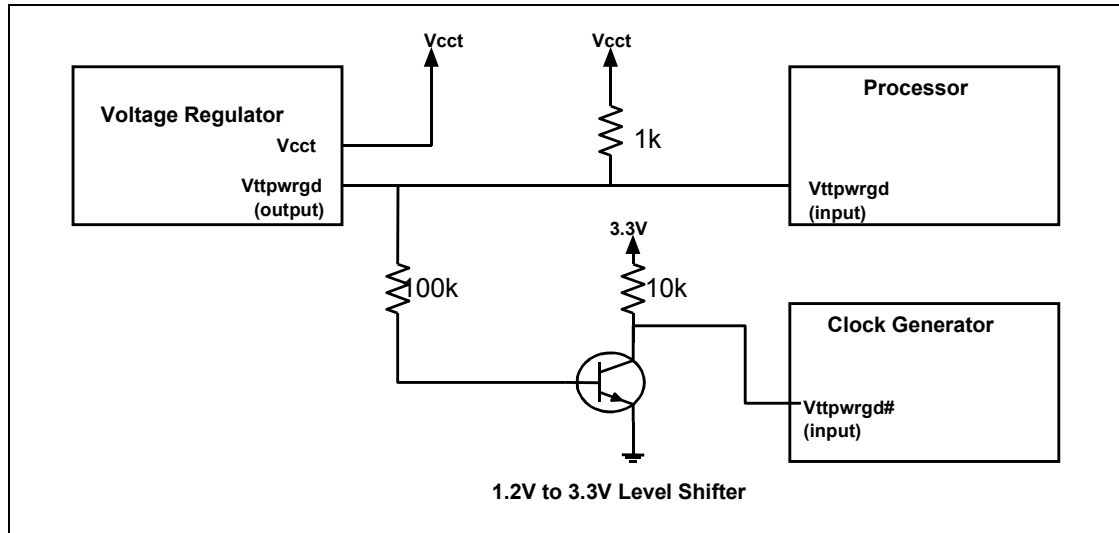 Vcct
Vcct
Voltage Regulator
Vcct
Vttpwrgd
(output)
1k
Processor
Vttpwrgd
(input)
3.3V
100k
10k
Clock Generator
Vttpwrgd#
(input)
1.2V to 3.3V Level Shifter